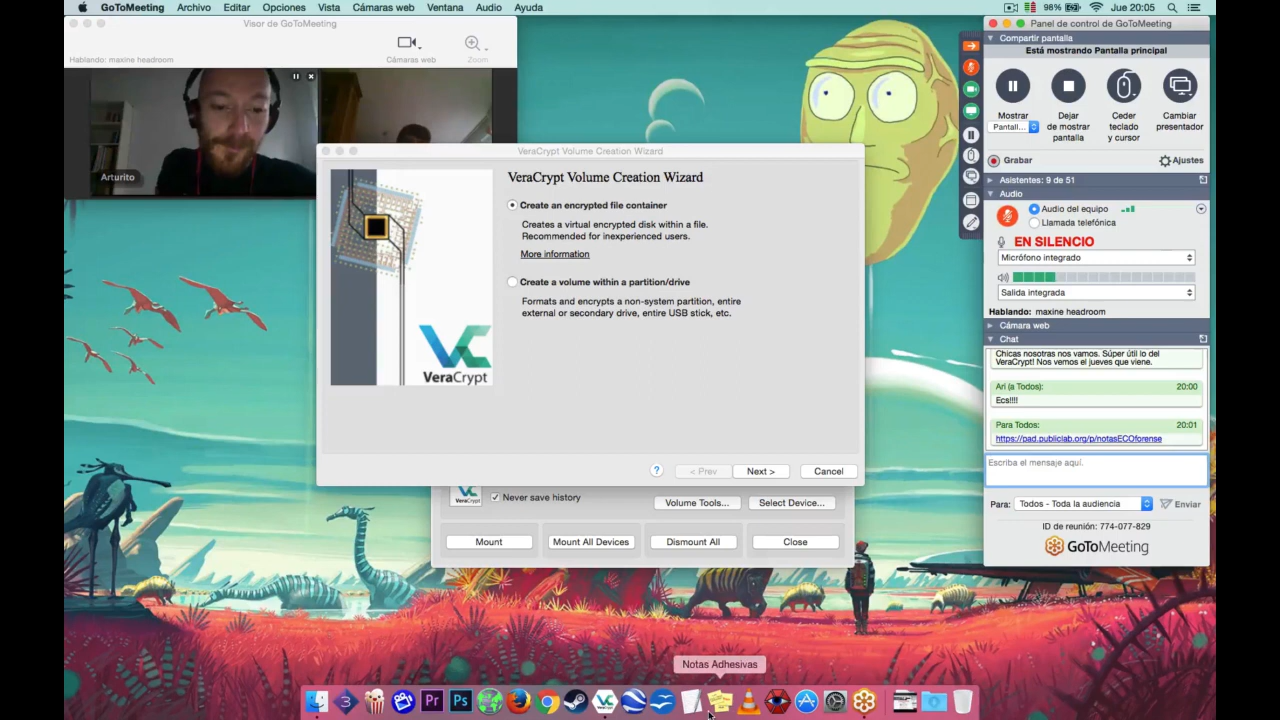 GoToMeeting Archivo Editar Opciones Vista Cámaras web Ventana Audio Ayuda
98% Jue 20:05
Visor de GoToMeeting
Hablando: maxine headroom
Cámaras web
Zoom
Arturito
VeraCrypt Volume Creation Wizard
VeraCrypt Volume Creation Wizard
Create an encrypted file container
Creates a virtual encrypted disk within a file.
Recommended for inexperienced users.
More information
Create a volume within a partition/drive
Formats and encrypts a non-system partition, entire
external or secondary drive, entire USB stick, etc.
VeraCrypt
? < Prev Next > Cancel
VeraCrypt
Never save history
Volume Tools...
Select Device...
Mount
Mount All Devices
Dismount All
Close
Panel de control de GoToMeeting
Compartir pantalla
Está mostrando Pantalla principal
Mostrar
Pantall...
Dejar
de mostrar
pantalla
Ceder
teclado
y cursor
Cambiar
presentador
Grabar
Ajustes
Asistentes: 9 de 51
Audio
Audio del equipo
Llamada telefónica
EN SILENCIO
Micrófono integrado
Salida integrada
Hablando: maxine headroom
Cámara web
Chat
Chicas nosotras nos vamos. Súper útil lo del
VeraCrypt! Nos vemos el jueves que viene.
Ari (a Todos): 20:00
Ecs!!!!
Para Todos: 20:01
https://pad.publiclab.org/p/notasECOforense
Escriba el mensaje aquí.
Para: Todos - Toda la audiencia Enviar
ID de reunión: 774-077-829
GoToMeeting
Notas Adhesivas
3
Pr
Ps